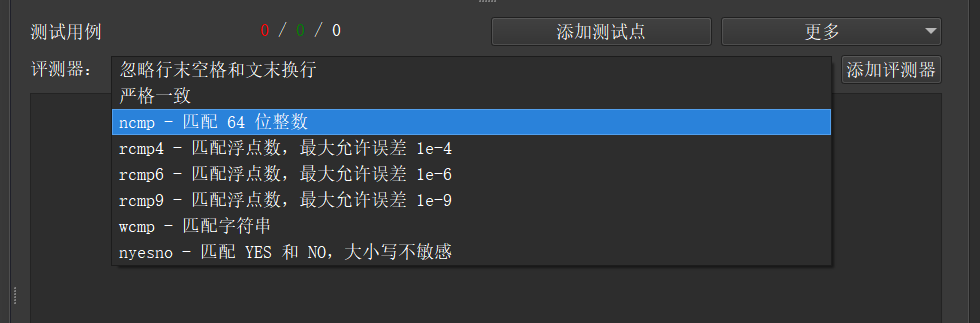 测试用例 0 / 0 / 0 添加测试点 更多
评测器: 添加评测器
忽略行末空格和文末换行
严格一致
ncmp - 匹配 64 位整数
rcmp4 - 匹配浮点数，最大允许误差 1e-4
rcmp6 - 匹配浮点数，最大允许误差 1e-6
rcmp9 - 匹配浮点数，最大允许误差 1e-9
wcmp - 匹配字符串
nyesno - 匹配 YES 和 NO，大小写不敏感